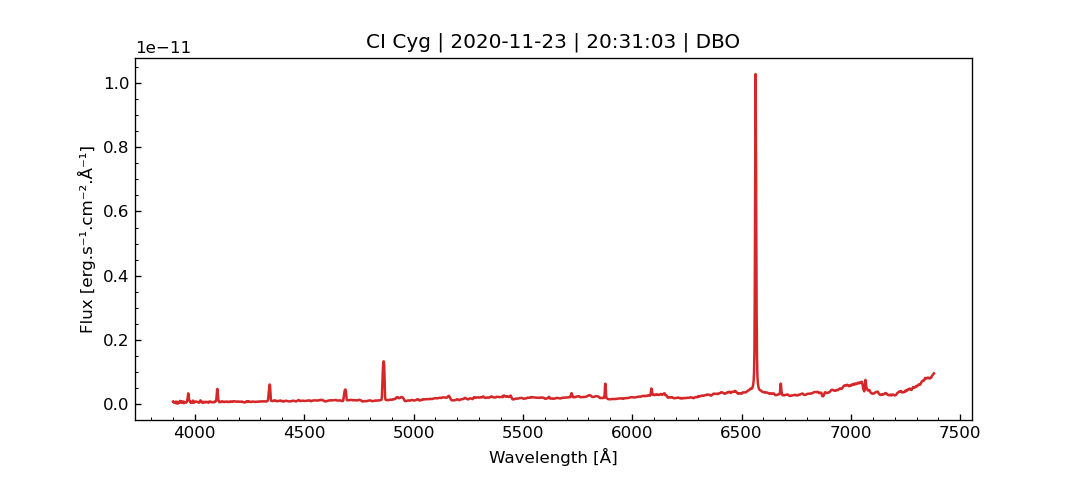 CI Cyg | 2020-11-23 | 20:31:03 | DBO
1e−11
1.0
0.8
0.6
0.4
0.2
0.0
Flux [erg.s⁻¹.cm⁻².Å⁻¹]
4000 4500 5000 5500 6000 6500 7000 7500
Wavelength [Å]